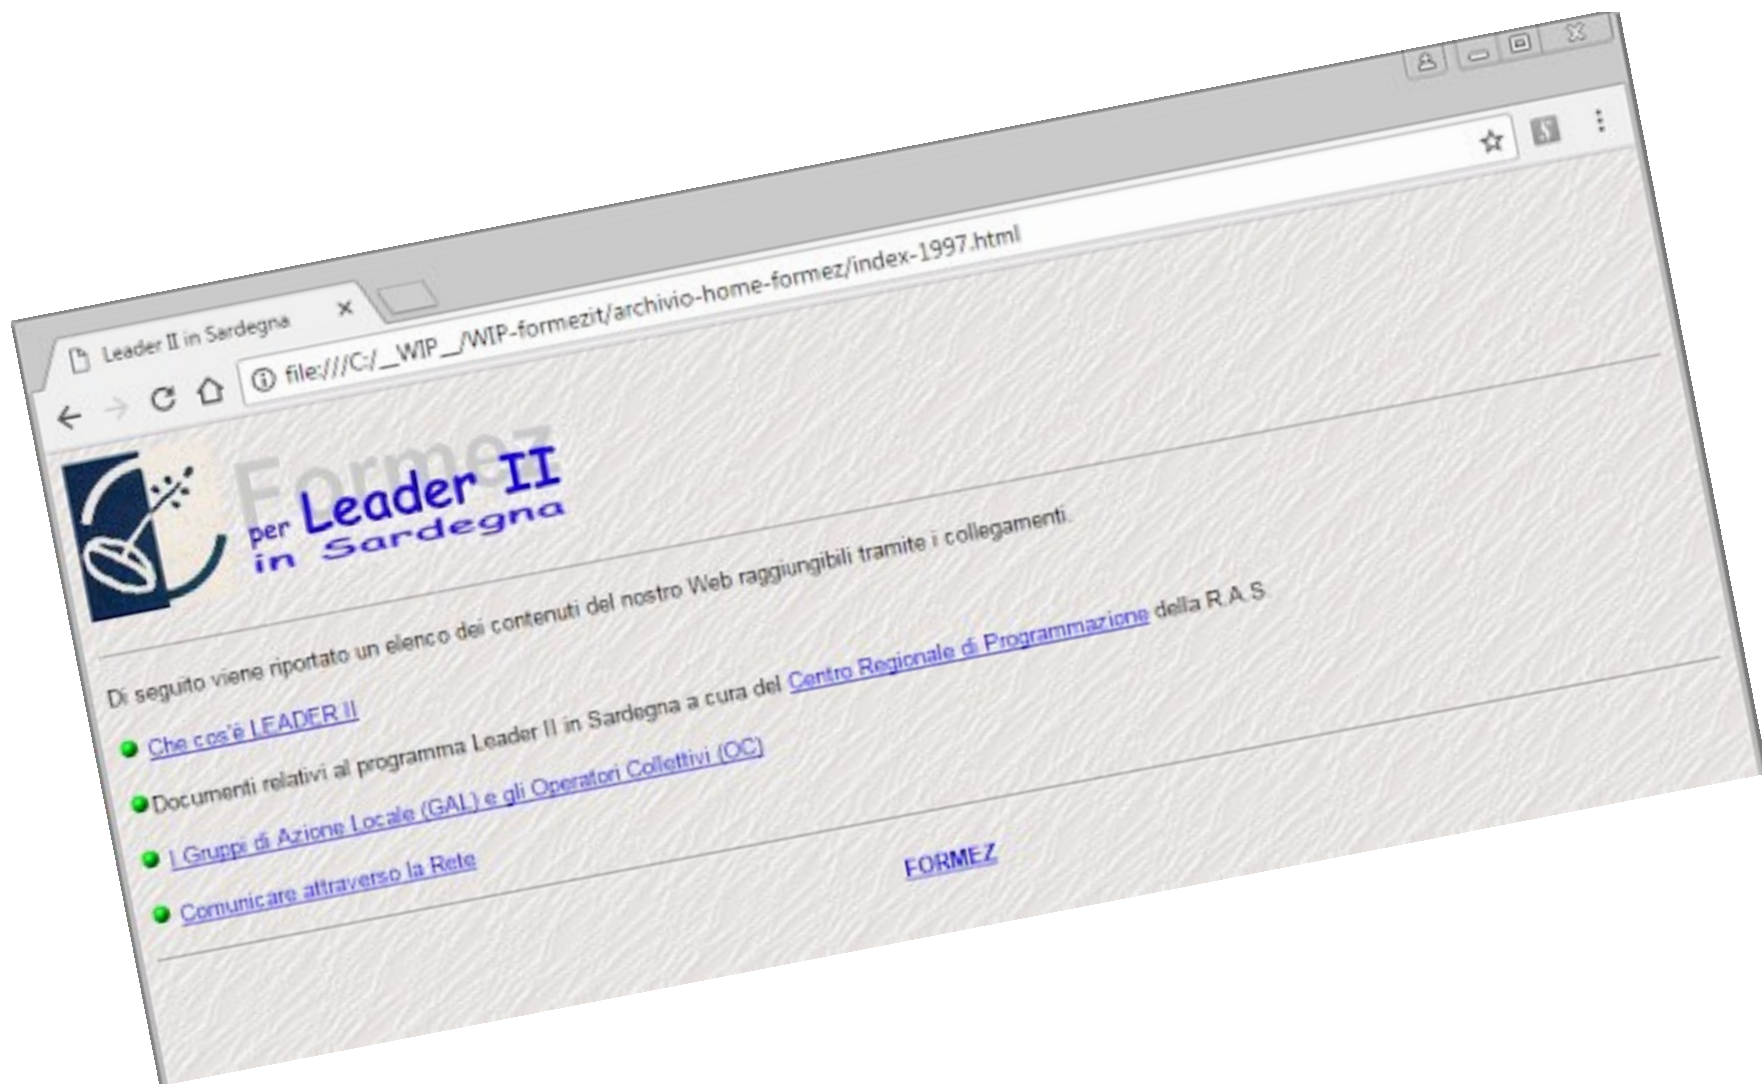 Leader II in Sardegna
file:///C:/__WIP__/WIP-formezit/archivio-home-formez/index-1997.html
Formez
per Leader II
in Sardegna
Di seguito viene riportato un elenco dei contenuti del nostro Web raggiungibili tramite i collegamenti.
Che cos'è LEADER II
Documenti relativi al programma Leader II in Sardegna a cura del Centro Regionale di Programmazione della R.A.S.
I Gruppi di Azione Locale (GAL) e gli Operatori Collettivi (OC)
Comunicare attraverso la Rete
FORMEZ